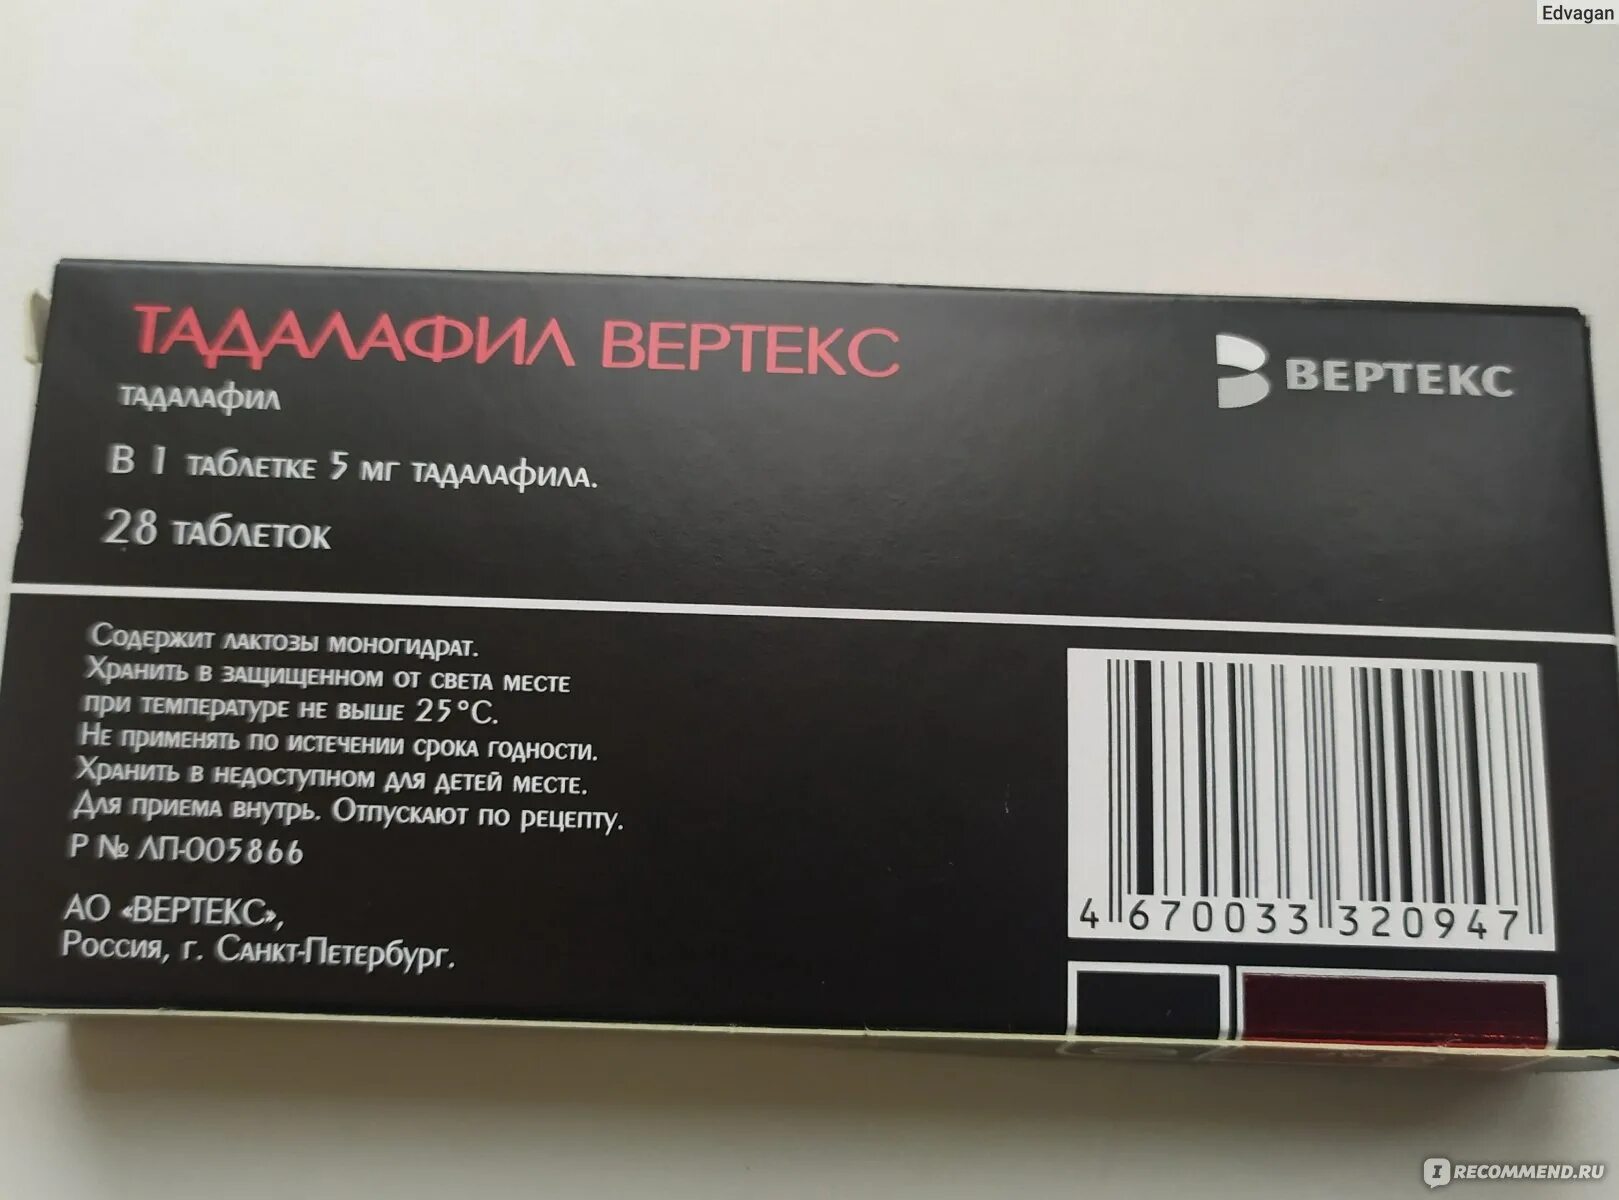 Edvagan
ТАДАЛАФИЛ ВЕРТЕКС
ВЕРТЕКС
тадалафил
В 1 таблетке 5 мг тадалафила.
28 таблеток
Содержит лактозы моногидрат.
Хранить в защищенном от света месте
при температуре не выше 25°С.
Не применять по истечении срока годности.
Хранить в недоступном для детей месте.
Для приема внутрь. Отпускают по рецепту.
Р № ЛП-005866
АО «ВЕРТЕКС»,
Россия, г. Санкт-Петербург.
4 670033 320947
IRECOMMEND.RU